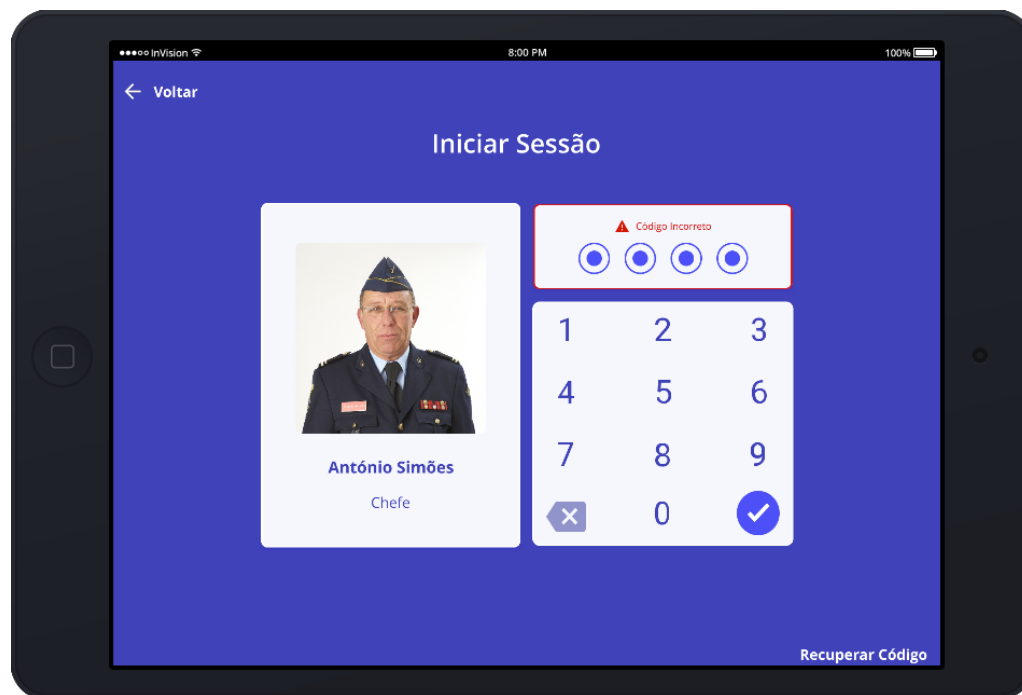 InVision
8:00 PM
100%
Voltar
Iniciar Sessão
Código Incorreto
1 2 3
4 5 6
7 8 9
0
António Simões
Chefe
Recuperar Código